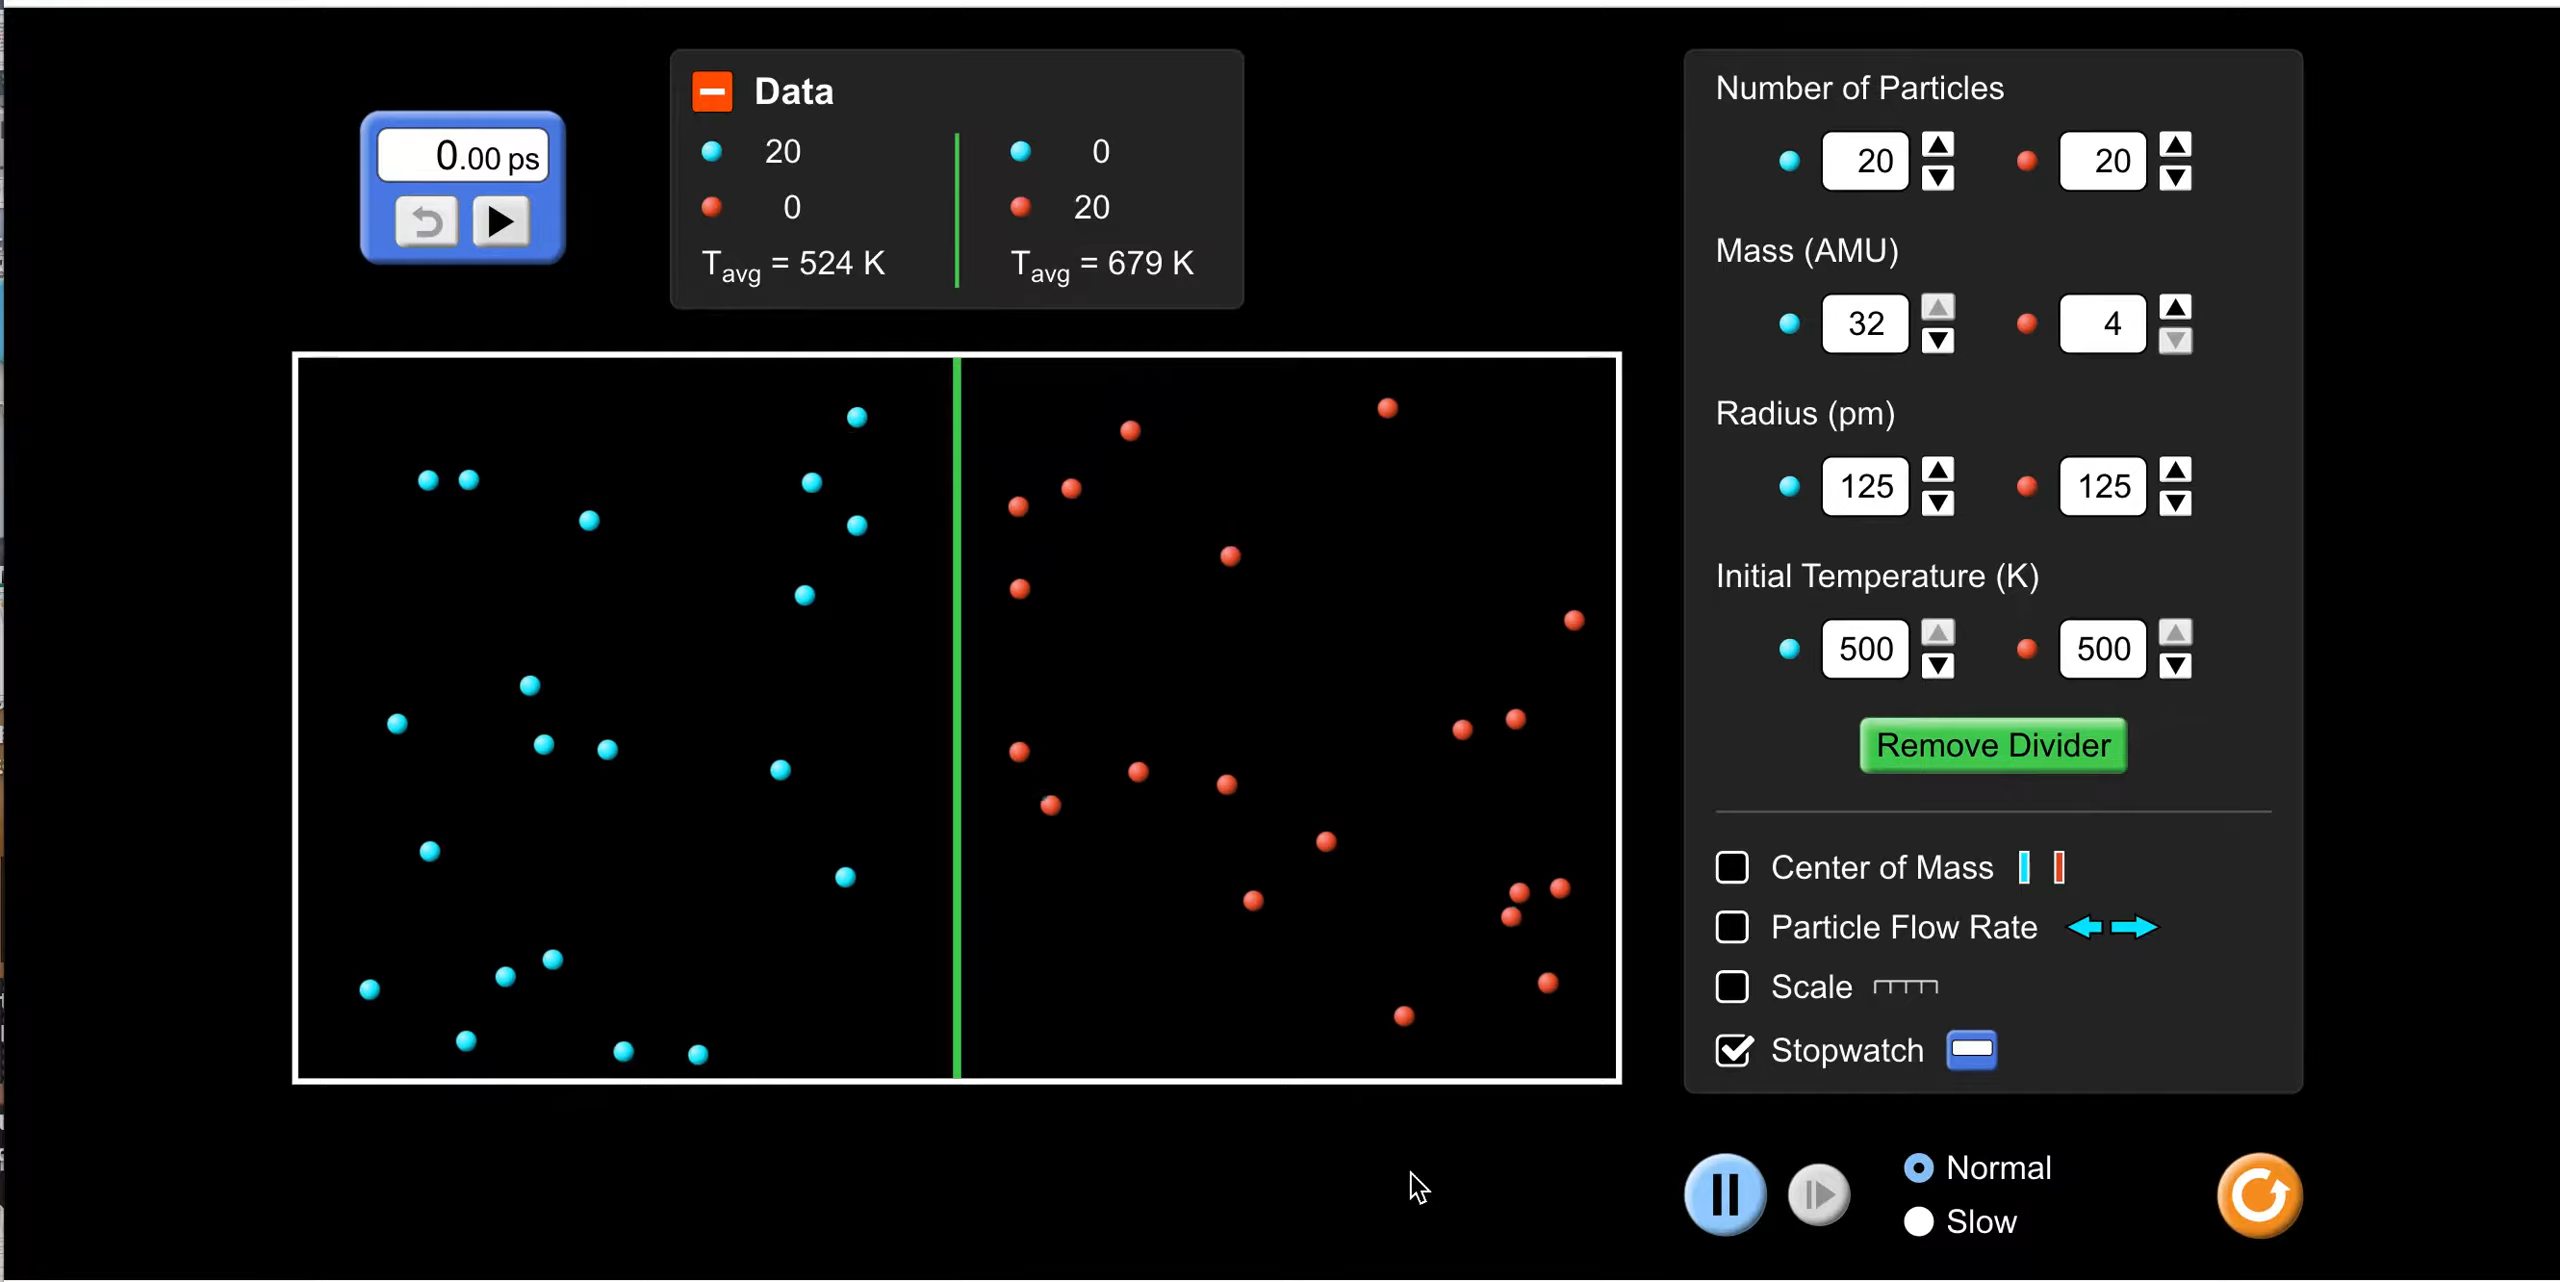 0.00 ps
Data
20
0
0
20
Tavg = 524 K
Tavg = 679 K
Number of Particles
20
20
Mass (AMU)
32
4
Radius (pm)
125
125
Initial Temperature (K)
500
500
Remove Divider
Center of Mass
Particle Flow Rate
Scale
Stopwatch
Normal
Slow